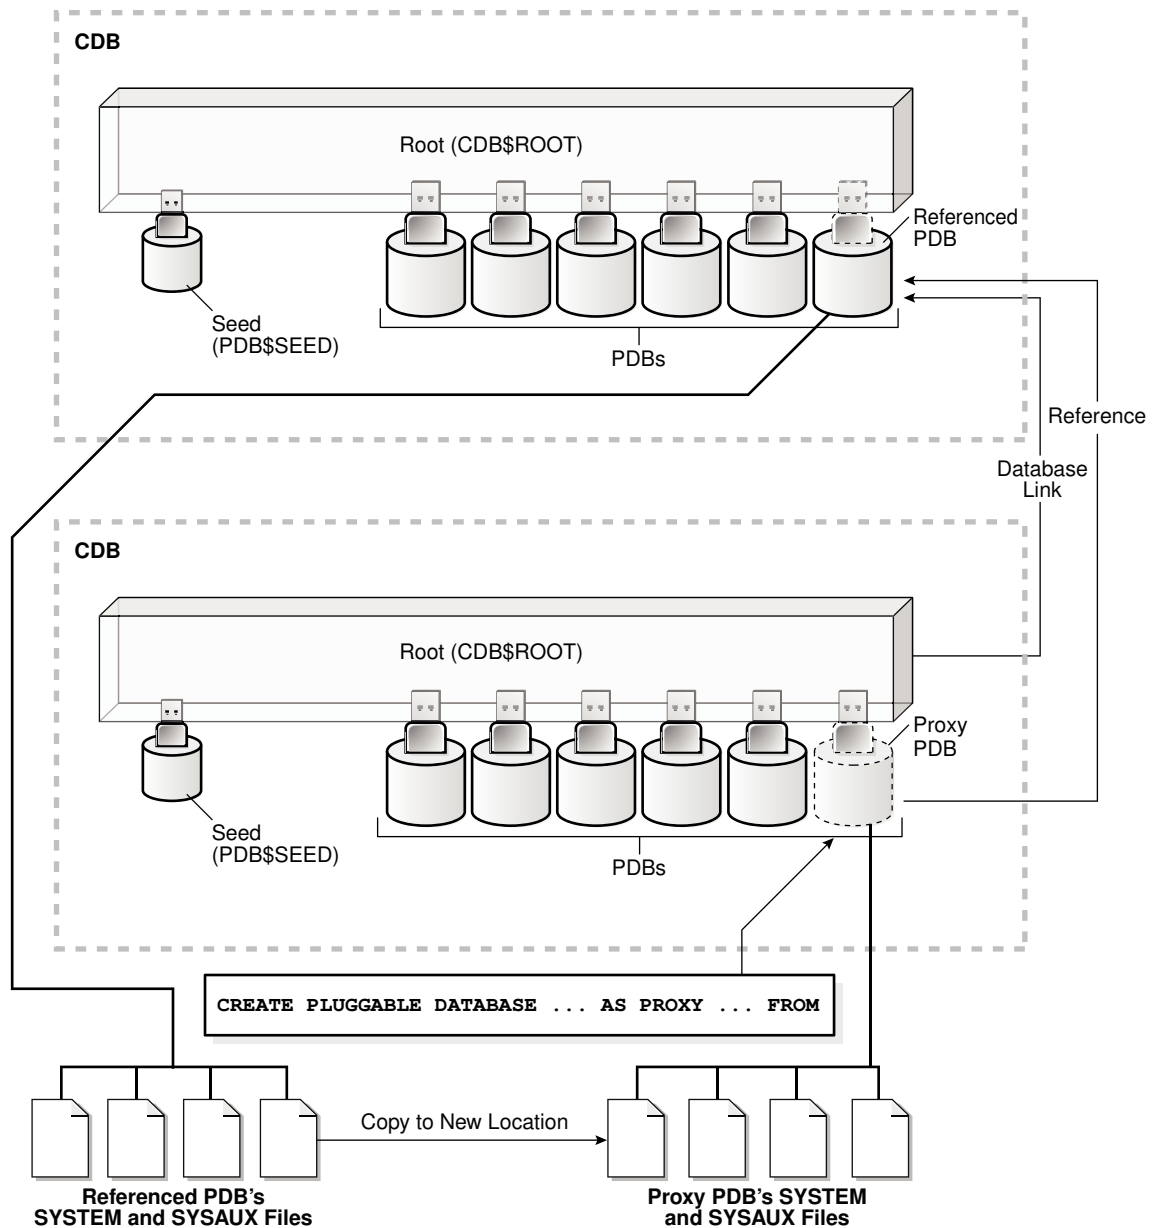 CDB
Root (CDB$ROOT)
Referenced
PDB
Seed
(PDB$SEED)
PDBs
Reference
Database
Link
CDB
Root (CDB$ROOT)
Proxy
PDB
Seed
(PDB$SEED)
PDBs
CREATE PLUGGABLE DATABASE ... AS PROXY ... FROM
Copy to New Location
Referenced PDB's
SYSTEM and SYSAUX Files
Proxy PDB's SYSTEM
and SYSAUX Files